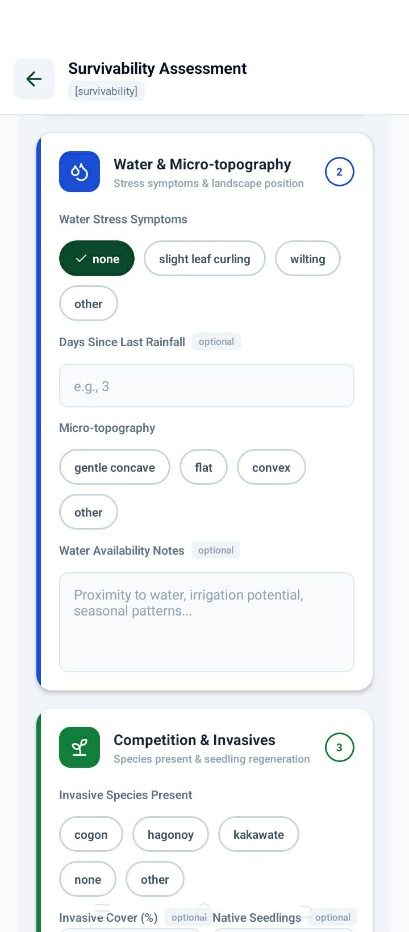 Survivability Assessment
[survivability]
Water & Micro-topography
Stress symptoms & landscape position
2
Water Stress Symptoms
none
slight leaf curling
wilting
other
Days Since Last Rainfall optional
e.g., 3
Micro-topography
gentle concave
flat
convex
other
Water Availability Notes optional
Proximity to water, irrigation potential,
seasonal patterns...
Competition & Invasives
Species present & seedling regeneration
3
Invasive Species Present
cogon
hagonoy
kakawate
none
other
Invasive Cover (%) optional Native Seedlings optional